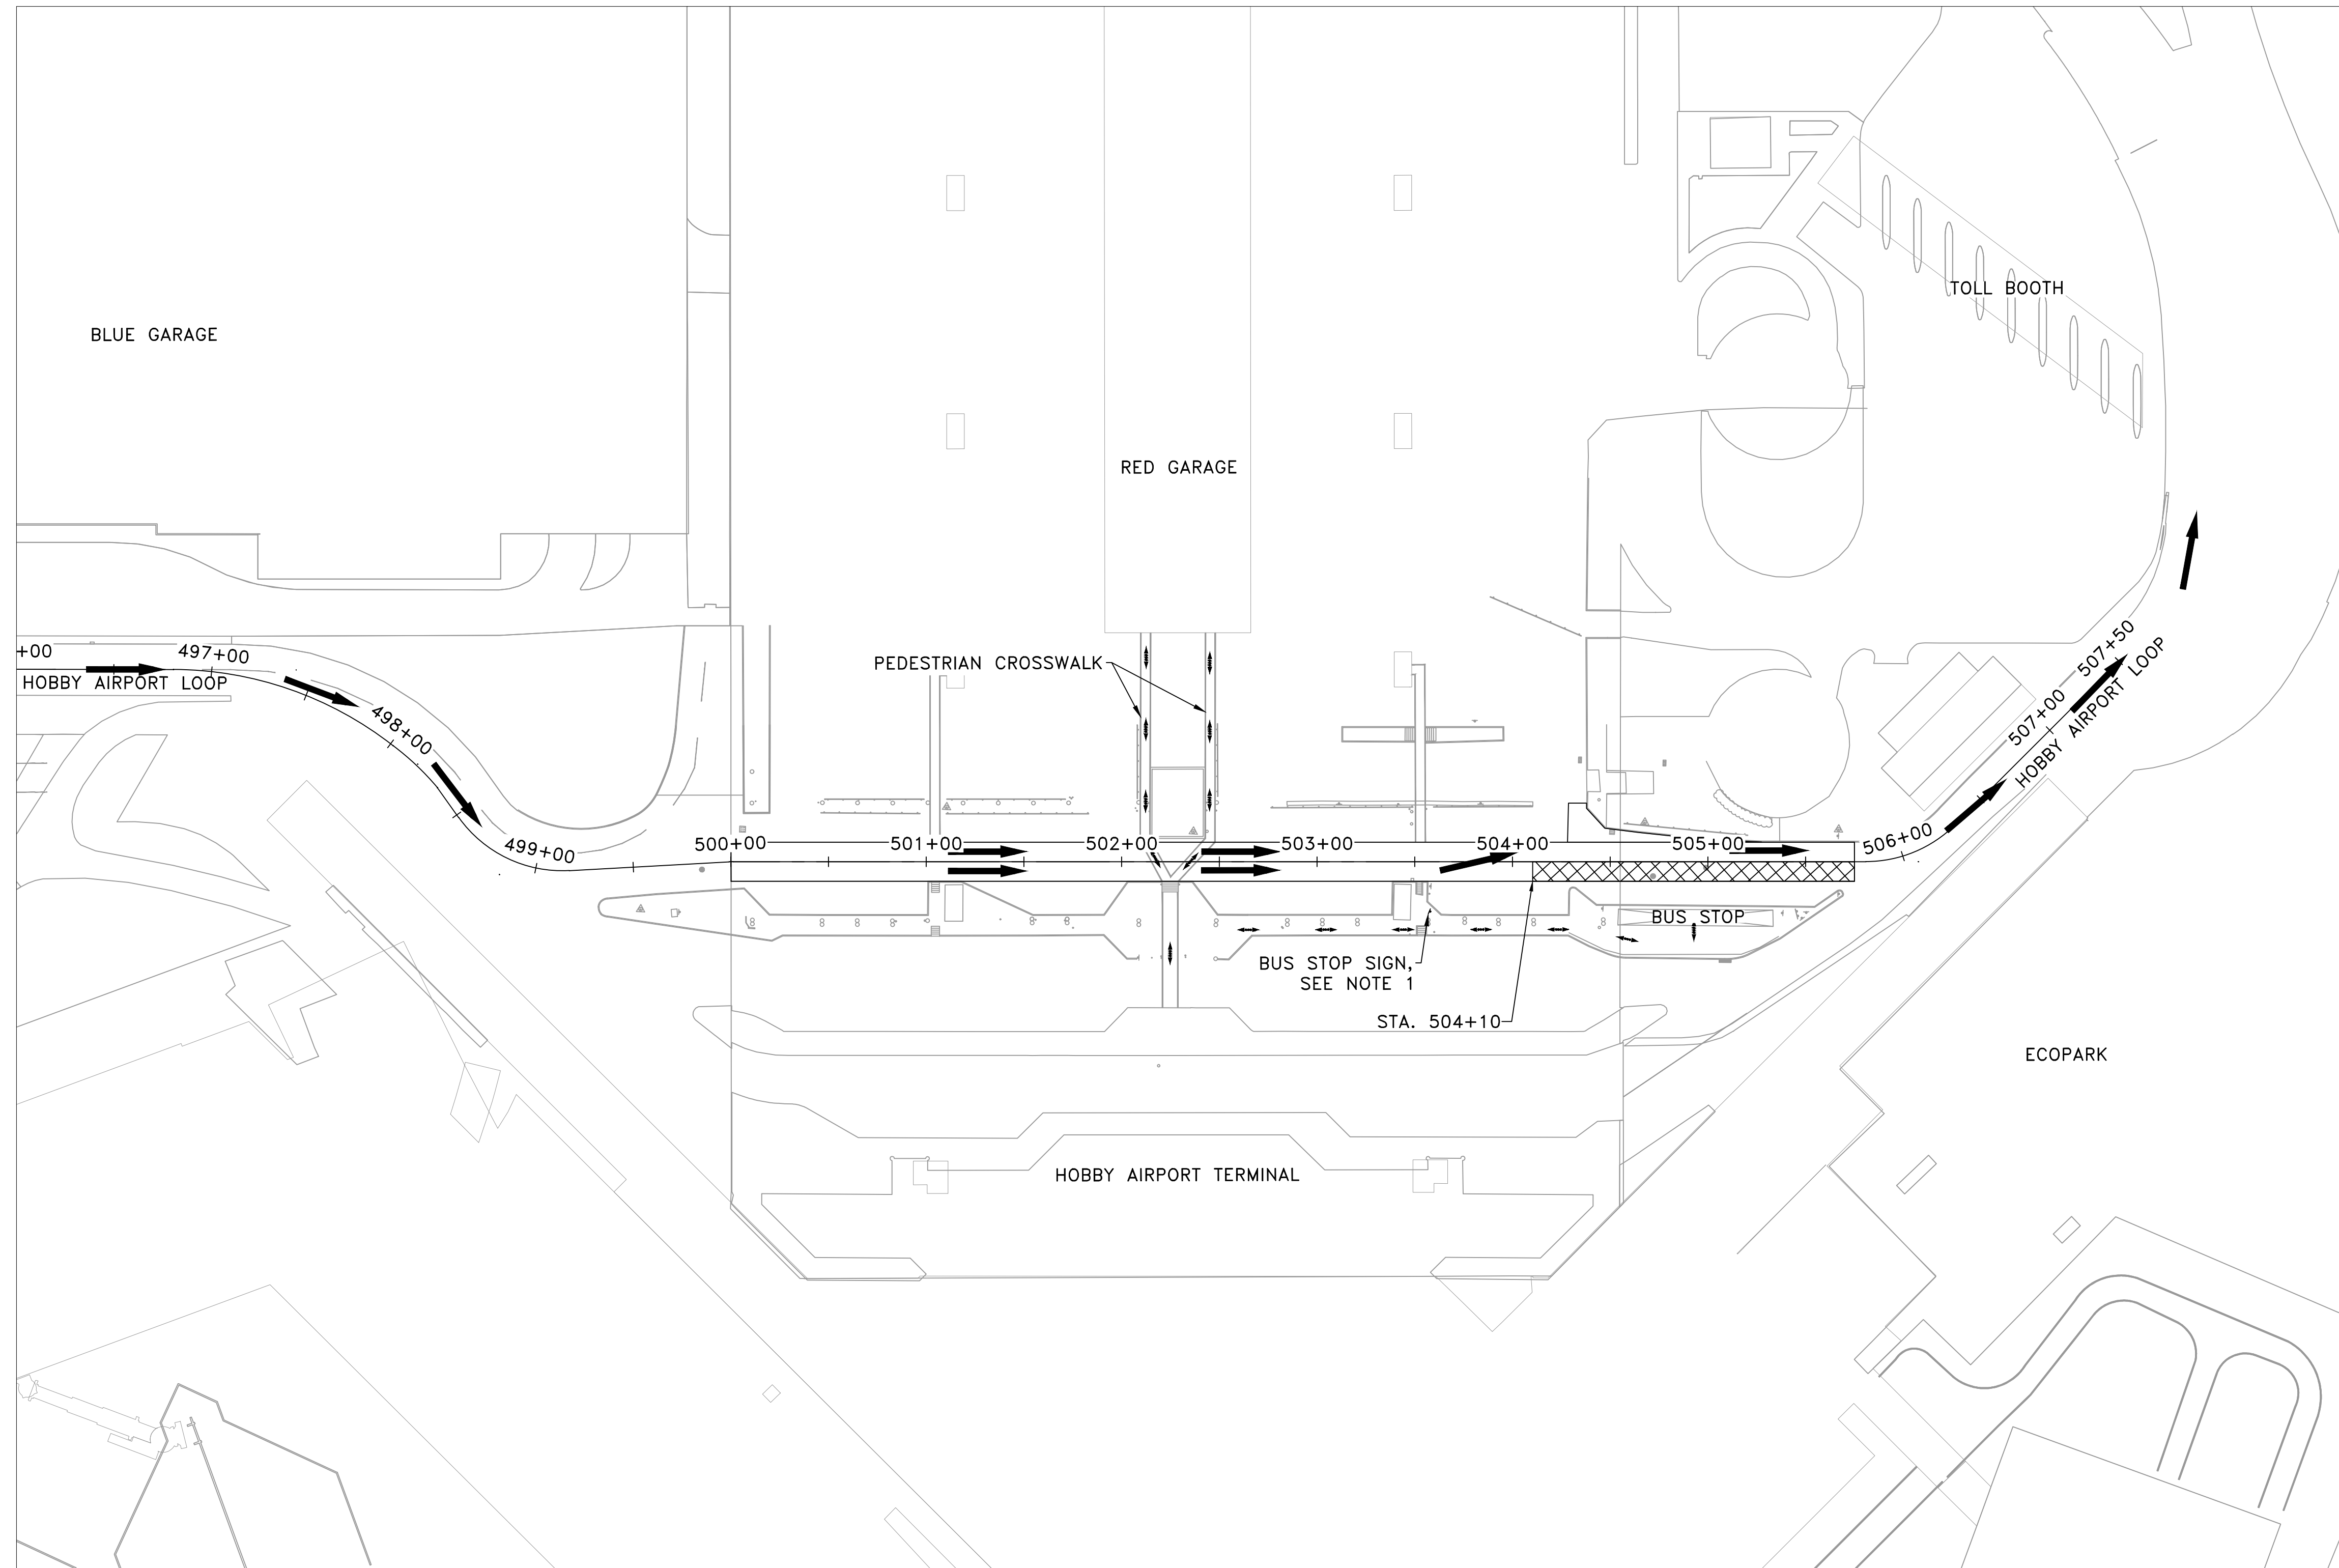 TOLL BOOTH
BLUE GARAGE
RED GARAGE
+00
497+00
HOBBY AIRPORT LOOP
498+00
499+00
PEDESTRIAN CROSSWALK
500+00
501+00
502+00
503+00
504+00
505+00
506+00
507+00
507+50
HOBBY AIRPORT LOOP
BUS STOP
BUS STOP SIGN,
SEE NOTE 1
STA. 504+10
ECOPARK
HOBBY AIRPORT TERMINAL